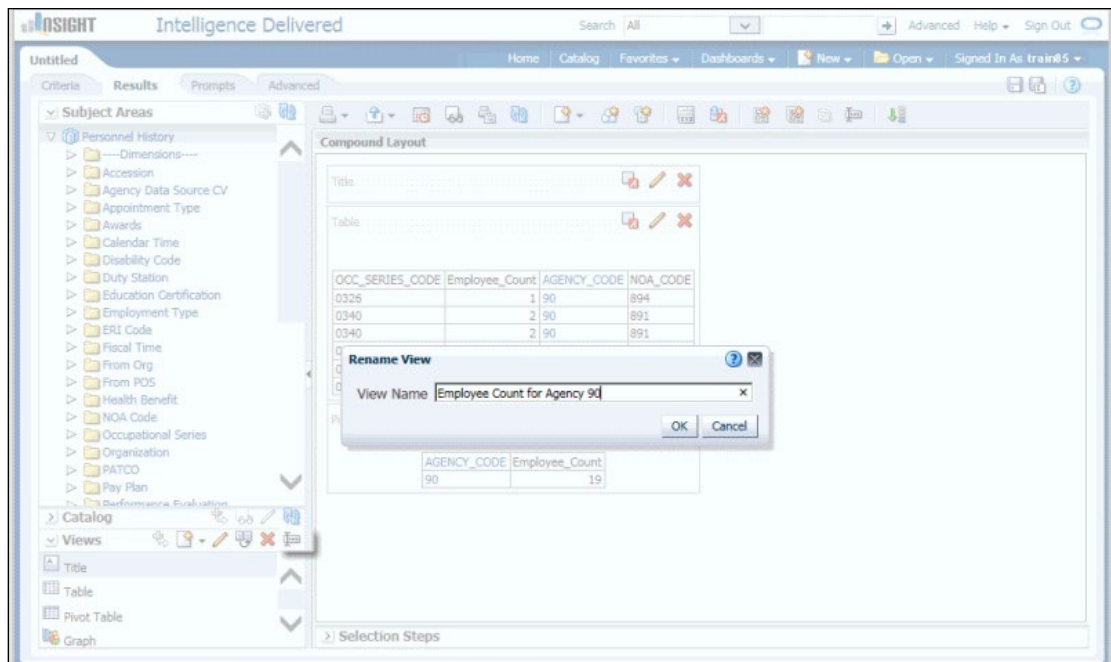 INSIGHT Intelligence Delivered Search All Advanced Help Sign Out
Untitled Home Catalog Favorites Dashboards New Open Signed In As train85
Criteria Results Prompts Advanced
Subject Areas
Personnel History
----Dimensions----
Accession
Agency Data Source CV
Appointment Type
Awards
Calendar Time
Disability Code
Duty Station
Education Certification
Employment Type
ERI Code
Fiscal Time
From Org
From POS
Health Benefit
NOA Code
Occupational Series
Organization
PATCO
Pay Plan
Performance Evaluation
Catalog
Views
Title
Table
Pivot Table
Graph
Compound Layout
Title
Table
OCC_SERIES_CODE Employee_Count AGENCY_CODE NOA_CODE
0326 1 90 894
0340 2 90 891
0340 2 90 891
Rename View
View Name Employee Count for Agency 90
OK Cancel
AGENCY_CODE Employee_Count
90 19
Selection Steps